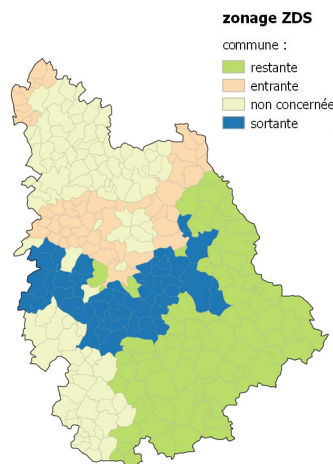 zonage ZDS
commune :
restante
entrante
non concernée
sortante